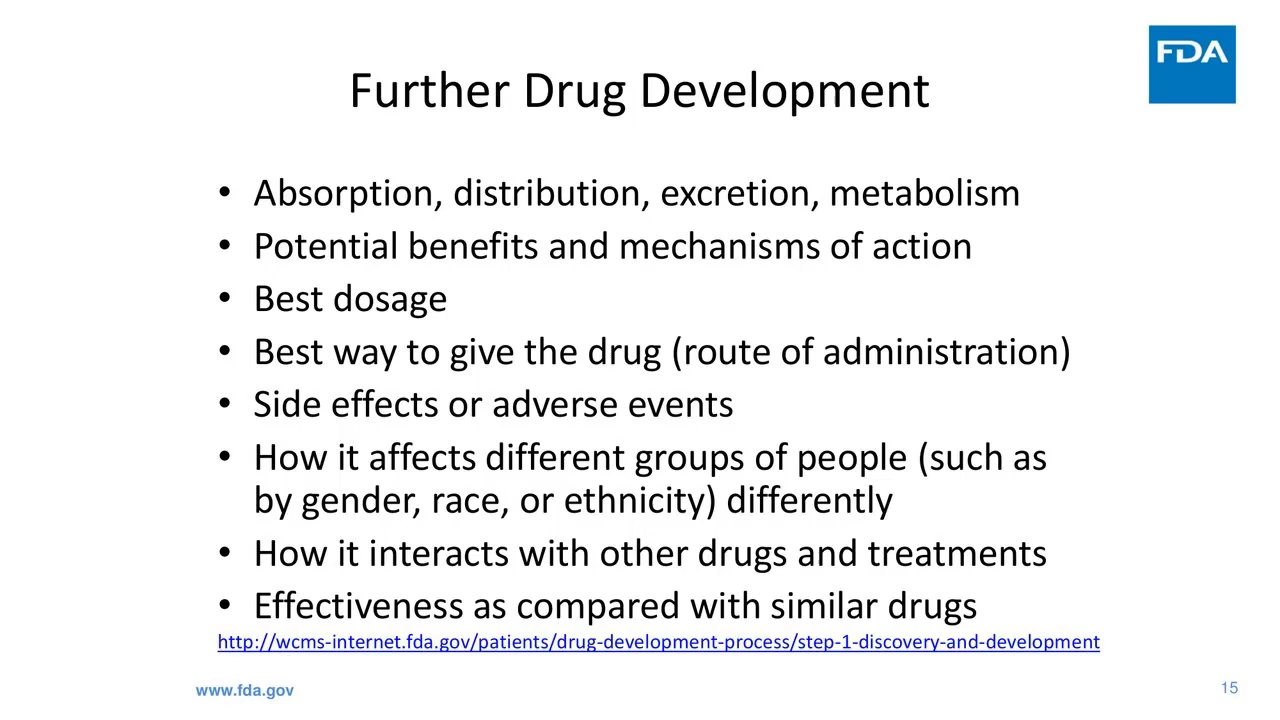 FDA
Further Drug Development
• Absorption, distribution, excretion, metabolism
• Potential benefits and mechanisms of action
• Best dosage
• Best way to give the drug (route of administration)
• Side effects or adverse events
• How it affects different groups of people (such as
by gender, race, or ethnicity) differently
• How it interacts with other drugs and treatments
• Effectiveness as compared with similar drugs
http://wcms-internet.fda.gov/patients/drug-development-process/step-1-discovery-and-development
www.fda.gov
15